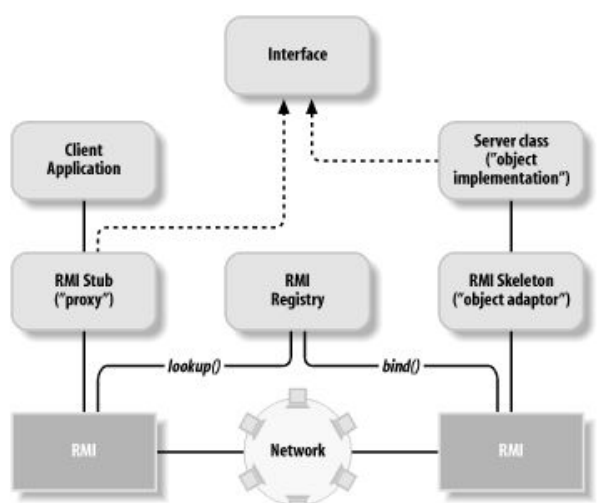 Interface
Client
Application
Server class
("object
implementation")
RMI Stub
("proxy")
RMI
Registry
RMI Skeleton
("object adaptor")
lookup()
bind()
RMI
Network
RMI